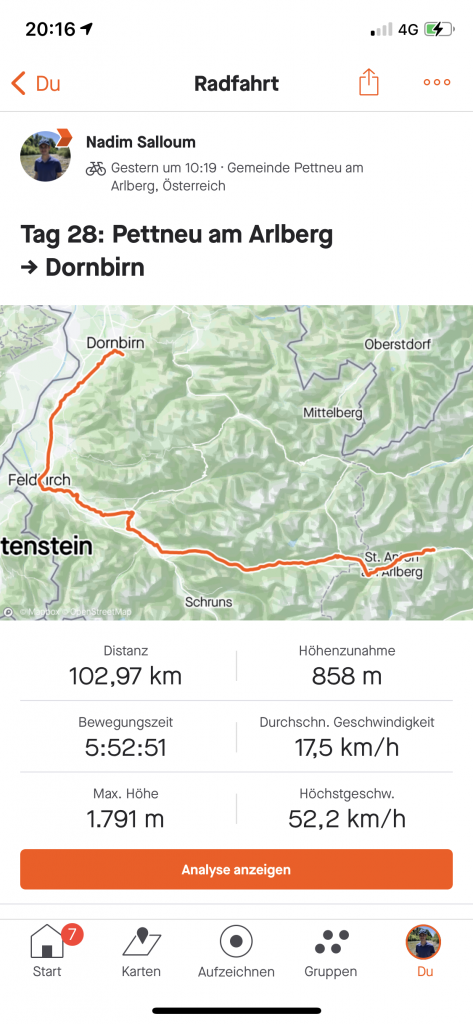 20:16
4G
Du
Radfahrt
Nadim Salloum
Gestern um 10:19 · Gemeinde Pettneu am
Arlberg, Österreich
Tag 28: Pettneu am Arlberg
→ Dornbirn
Dornbirn
Oberstdorf
Mittelberg
Feldkirch
tenstein
St. Anton
am Arlberg
Schruns
© Mapbox © OpenStreetMap
Distanz
102,97 km
Höhenzunahme
858 m
Bewegungszeit
5:52:51
Durchschn. Geschwindigkeit
17,5 km/h
Max. Höhe
1.791 m
Höchstgeschw.
52,2 km/h
Analyse anzeigen
7
Start
Karten
Aufzeichnen
Gruppen
Du